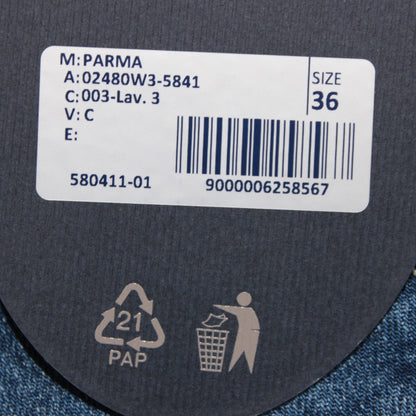 M: PARMA
A: 02480W3-5841
C: 003-Lav. 3
V: C
E:
SIZE
36
580411-01
9000006258567
21
PAP